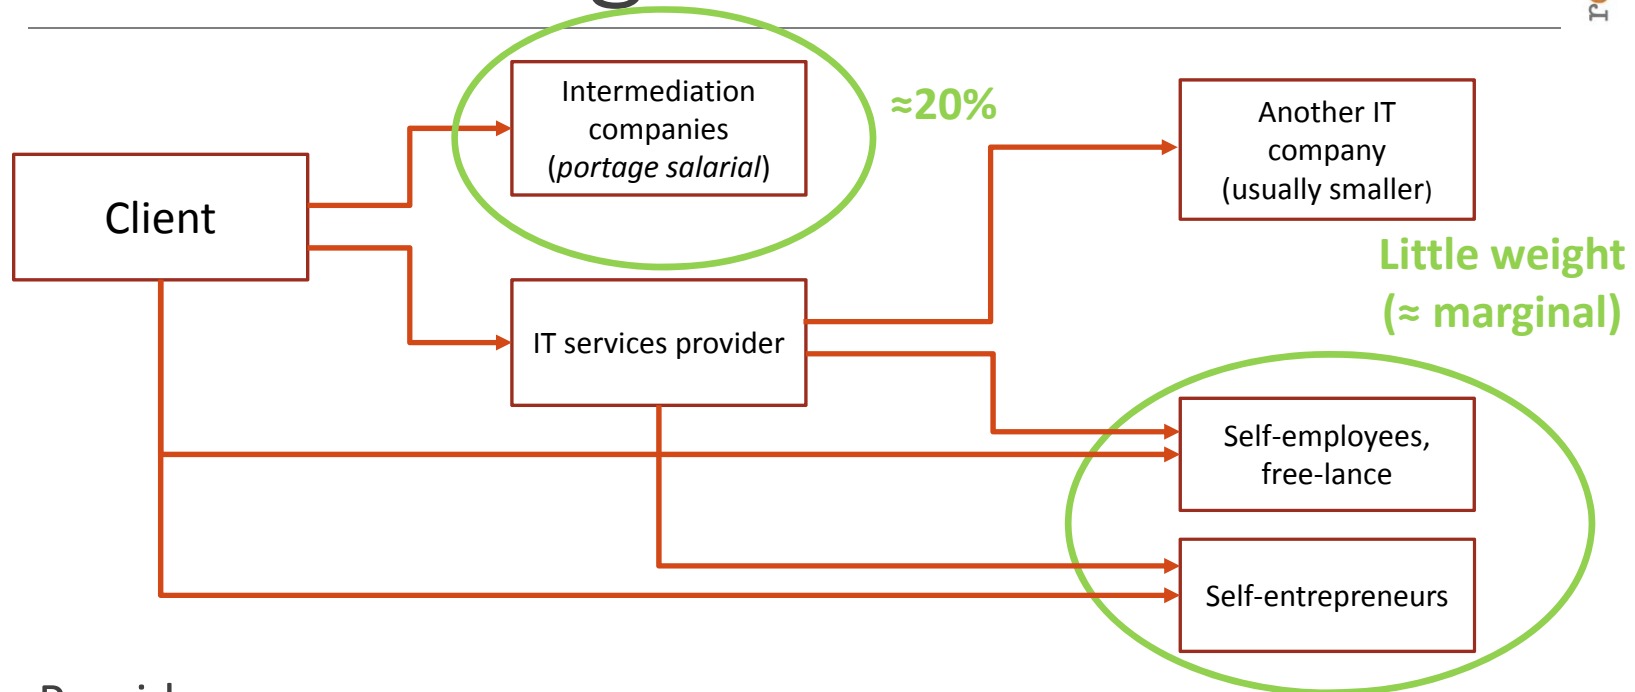 Intermediation
companies
(portage salarial)
≈20%
Another IT
company
(usually smaller)
Client
Little weight
(≈ marginal)
IT services provider
Self-employees,
free-lance
Self-entrepreneurs